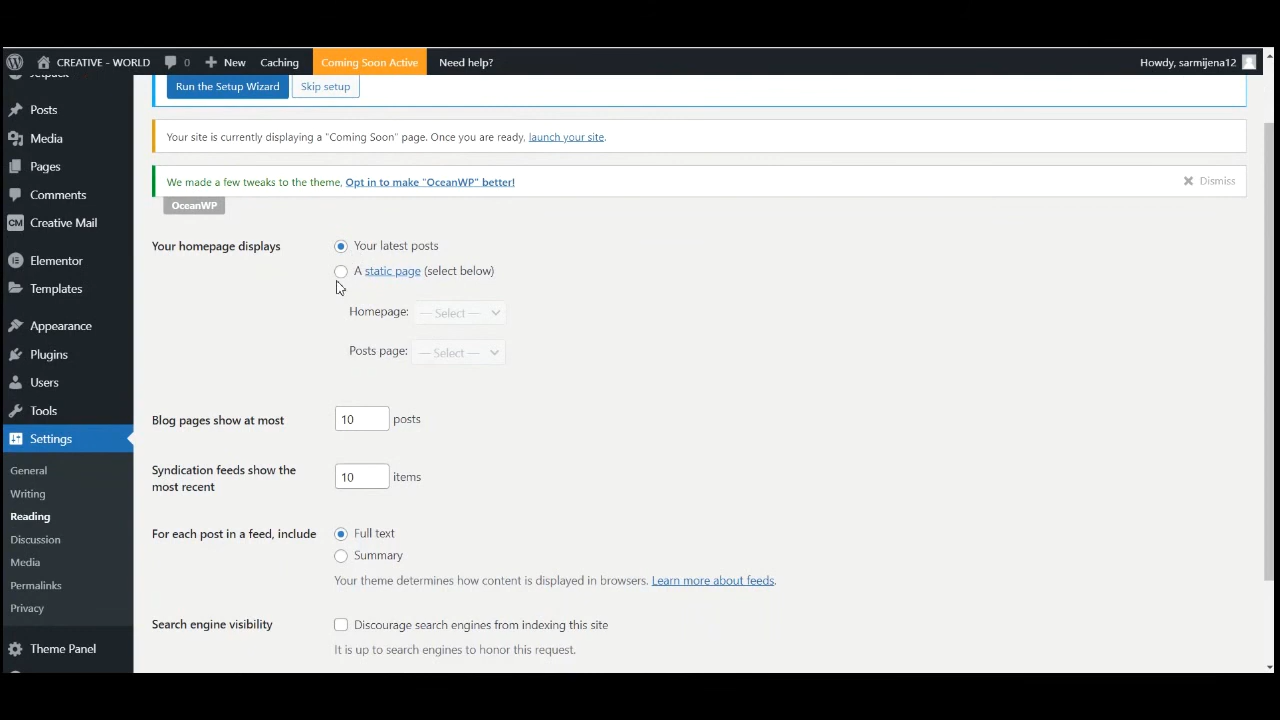 CREATIVE - WORLD 0 New Caching Coming Soon Active Need help? Howdy, sarmijena12
Jetpack
Posts
Media
Pages
Comments
Creative Mail
Elementor
Templates
Appearance
Plugins
Users
Tools
Settings
General
Writing
Reading
Discussion
Media
Permalinks
Privacy
Theme Panel
Run the Setup Wizard Skip setup
Your site is currently displaying a "Coming Soon" page. Once you are ready, launch your site.
We made a few tweaks to the theme, Opt in to make "OceanWP" better! Dismiss
OceanWP
Your homepage displays Your latest posts
A static page (select below)
Homepage: — Select —
Posts page: — Select —
Blog pages show at most 10 posts
Syndication feeds show the
most recent 10 items
For each post in a feed, include Full text
Summary
Your theme determines how content is displayed in browsers. Learn more about feeds.
Search engine visibility Discourage search engines from indexing this site
It is up to search engines to honor this request.